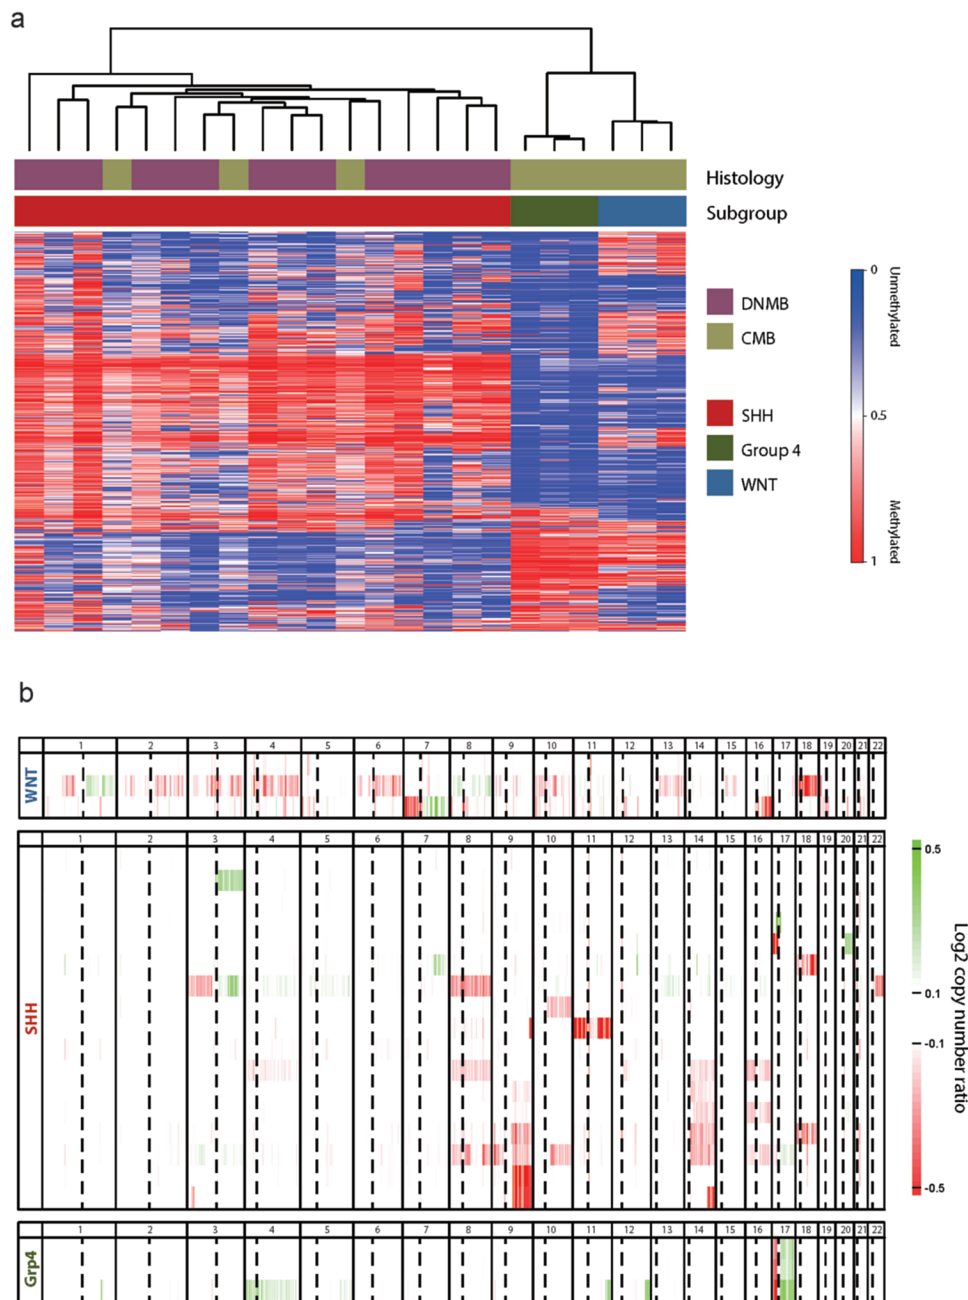 a
Histology
Subgroup
DNMB
CMB
SHH
Group 4
WNT
0
0.5
1
Unmethylated
Methylated
b
1 2 3 4 5 6 7 8 9 10 11 12 13 14 15 16 17 18 19 20 21 22
WNT
1 2 3 4 5 6 7 8 9 10 11 12 13 14 15 16 17 18 19 20 21 22
SHH
0.5
0.1
-0.1
-0.5
Log2 copy number ratio
1 2 3 4 5 6 7 8 9 10 11 12 13 14 15 16 17 18 19 20 21 22
Grp4